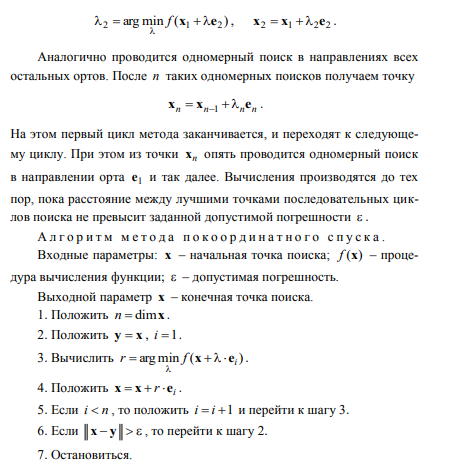 λ₂ = arg min f(x₁ + λe₂), x₂ = x₁ + λ₂e₂ .
λ
Аналогично проводится одномерный поиск в направлениях всех
остальных ортов. После n таких одномерных поисков получаем точку
xₙ = xₙ₋₁ + λₙeₙ .
На этом первый цикл метода заканчивается, и переходят к следующе-
му циклу. При этом из точки xₙ опять проводится одномерный поиск
в направлении орта e₁ и так далее. Вычисления производятся до тех
пор, пока расстояние между лучшими точками последовательных цик-
лов поиска не превысит заданной допустимой погрешности ε .
Алгоритм метода покоординатного спуска.
Входные параметры: x – начальная точка поиска; f(x) – проце-
дура вычисления функции; ε – допустимая погрешность.
Выходной параметр x – конечная точка поиска.
1. Положить n = dim x .
2. Положить y = x , i = 1 .
3. Вычислить r = arg min f(x + λ · eᵢ) .
λ
4. Положить x = x + r · eᵢ .
5. Если i < n , то положить i = i + 1 и перейти к шагу 3.
6. Если ‖x − y‖ > ε , то перейти к шагу 2.
7. Остановиться.